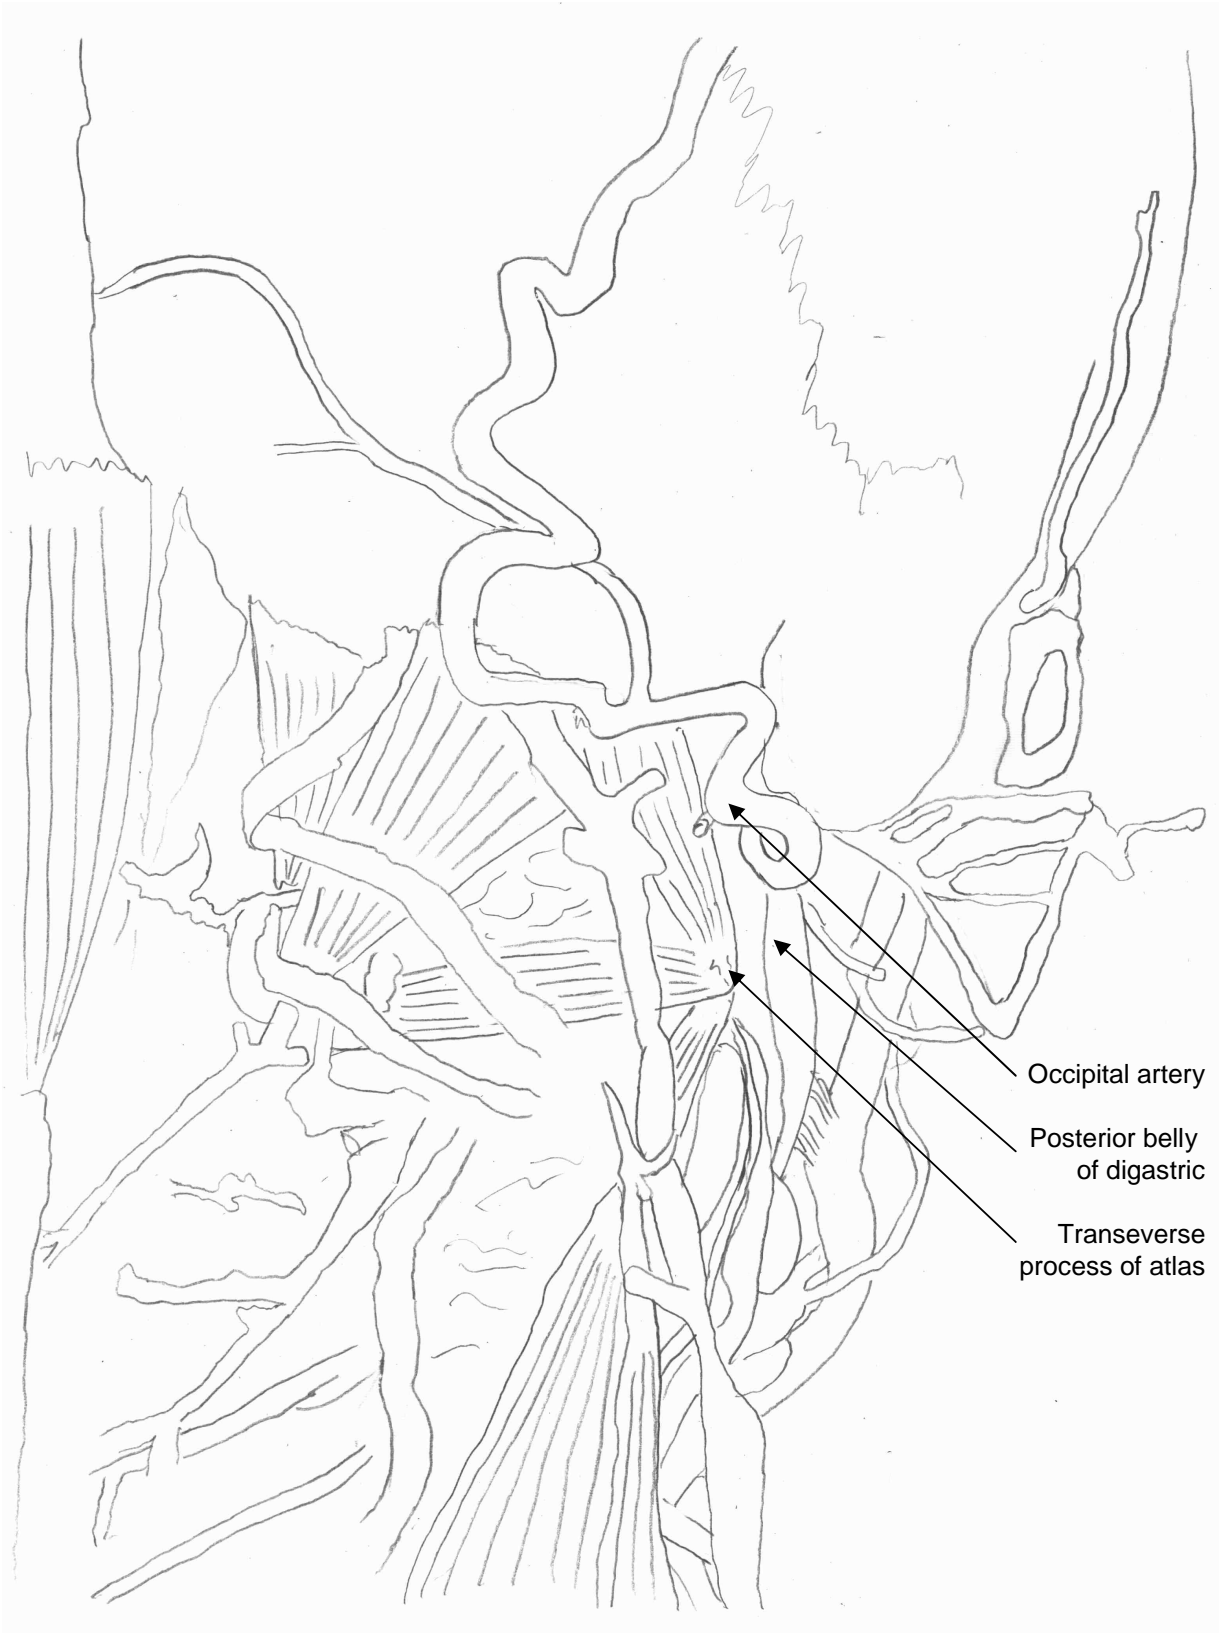 Occipital artery
Posterior belly
of digastric
Transeverse
process of atlas